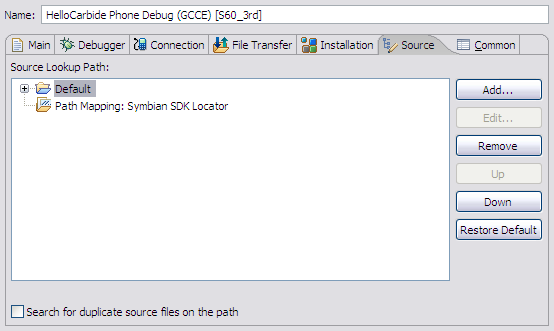 Name: HelloCarbide Phone Debug (GCCE) [S60_3rd]
Main Debugger Connection File Transfer Installation Source Common
Source Lookup Path:
Default
Path Mapping: Symbian SDK Locator
Add...
Edit...
Remove
Up
Down
Restore Default
Search for duplicate source files on the path